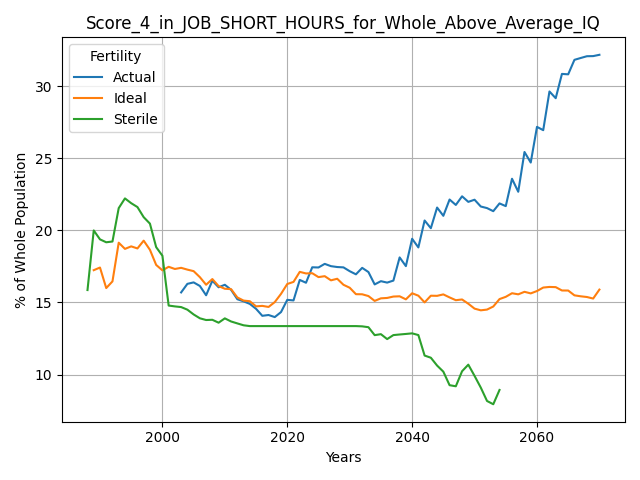 Score_4_in_JOB_SHORT_HOURS_for_Whole_Above_Average_IQ
Fertility
Actual
Ideal
Sterile
% of Whole Population
30
25
20
15
10
2000 2020 2040 2060
Years